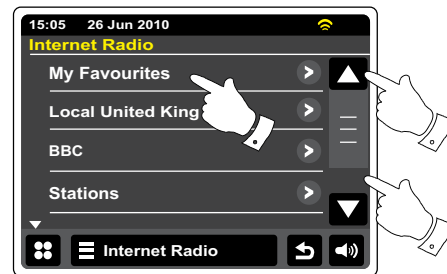 15:05 26 Jun 2010
Internet Radio
My Favourites
Local United King
BBC
Stations
Internet Radio